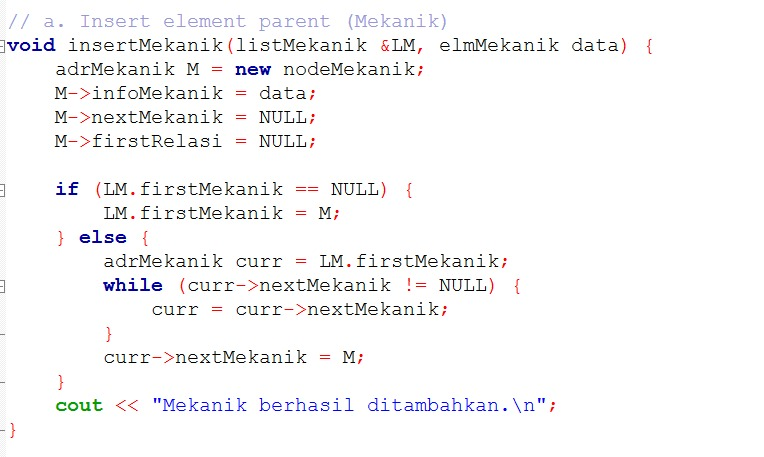 // a. Insert element parent (Mekanik)
void insertMekanik(listMekanik &LM, elmMekanik data) {
    adrMekanik M = new nodeMekanik;
    M->infoMekanik = data;
    M->nextMekanik = NULL;
    M->firstRelasi = NULL;

    if (LM.firstMekanik == NULL) {
        LM.firstMekanik = M;
    } else {
        adrMekanik curr = LM.firstMekanik;
        while (curr->nextMekanik != NULL) {
            curr = curr->nextMekanik;
        }
        curr->nextMekanik = M;
    }
    cout << "Mekanik berhasil ditambahkan.\n";
}